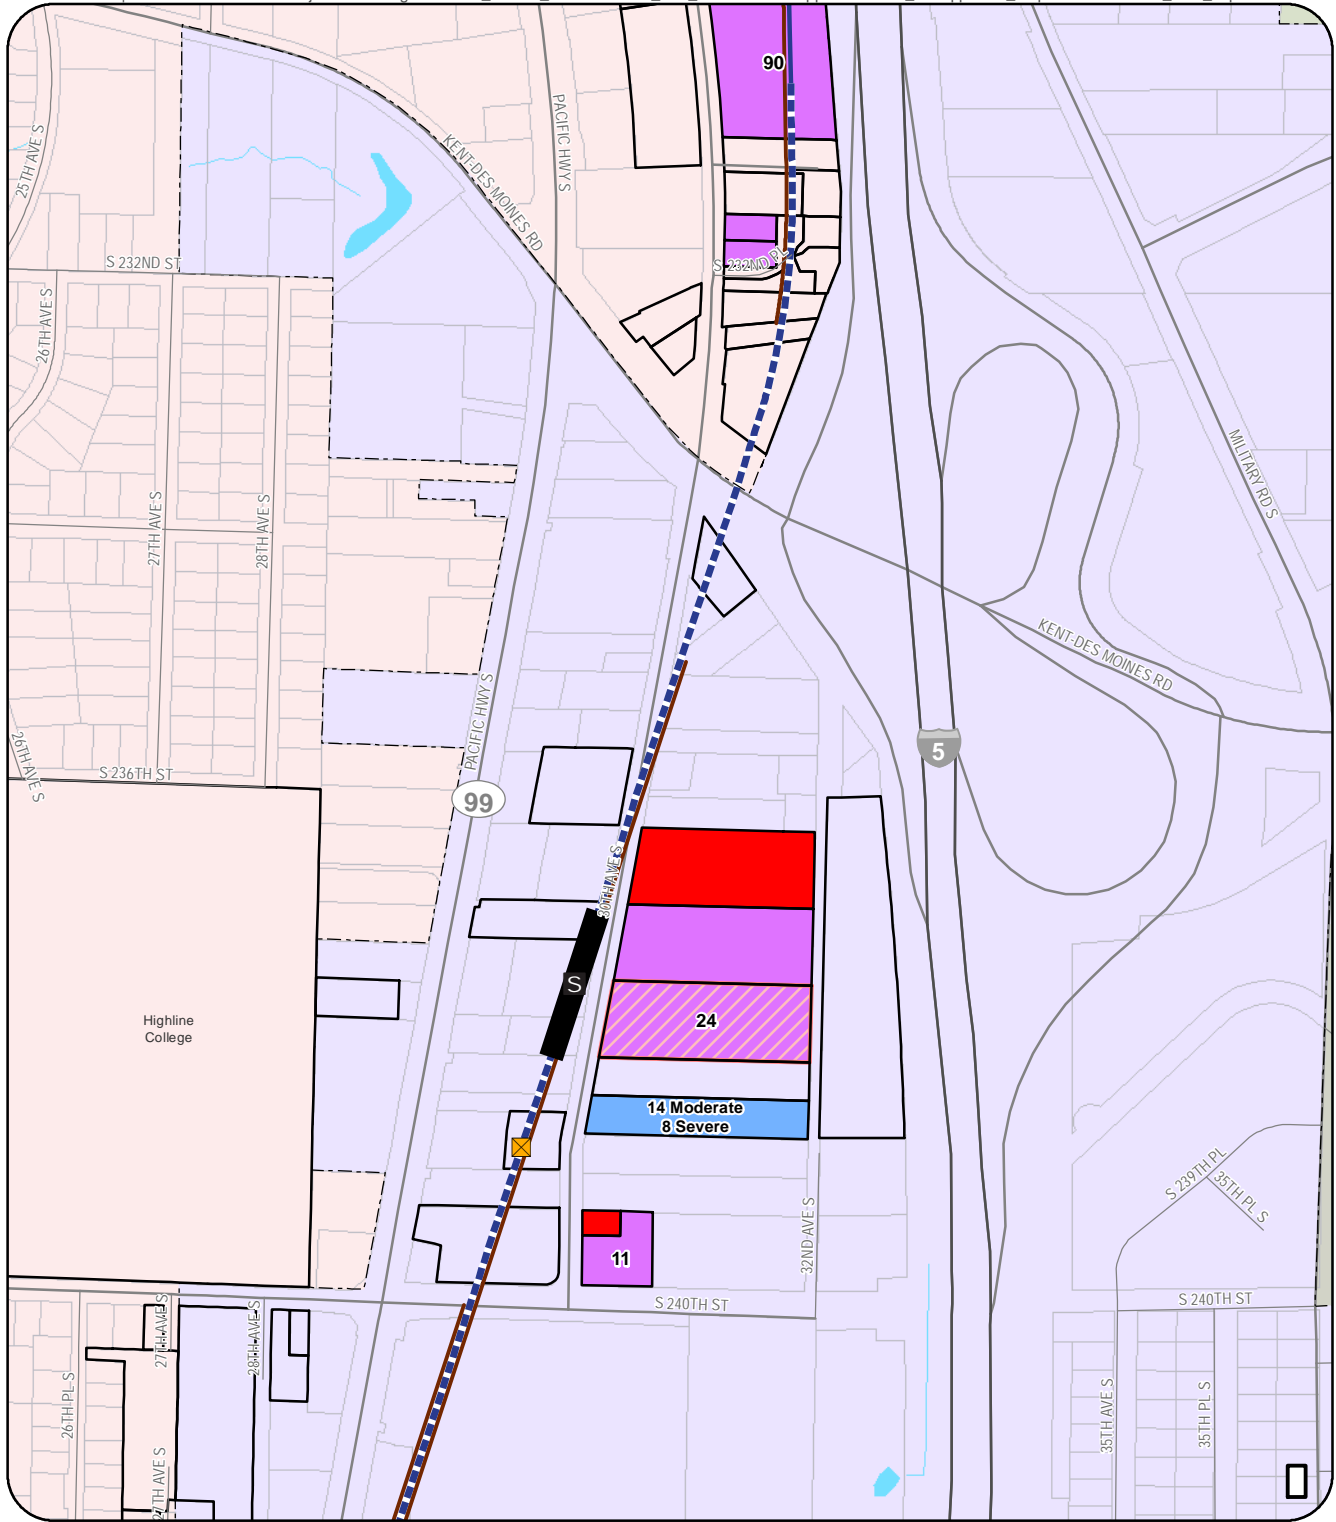 90
PACIFIC HWY S
KENT-DES MOINES RD
25TH AVE S
S 232ND ST
S 232ND PL
26TH AVE S
27TH AVE S
28TH AVE S
MILITARY RD S
KENT-DES MOINES RD
PACIFIC HWY S
26TH AVE S
S 236TH ST
5
99
30TH AVE S
S
24
Highline
College
14 Moderate
8 Severe
S 239TH PL
35TH PL S
32ND AVE S
11
S 240TH ST
S 240TH ST
27TH AVE S
28TH AVE S
26TH PL S
35TH AVE S
35TH PL S
27TH AVE S